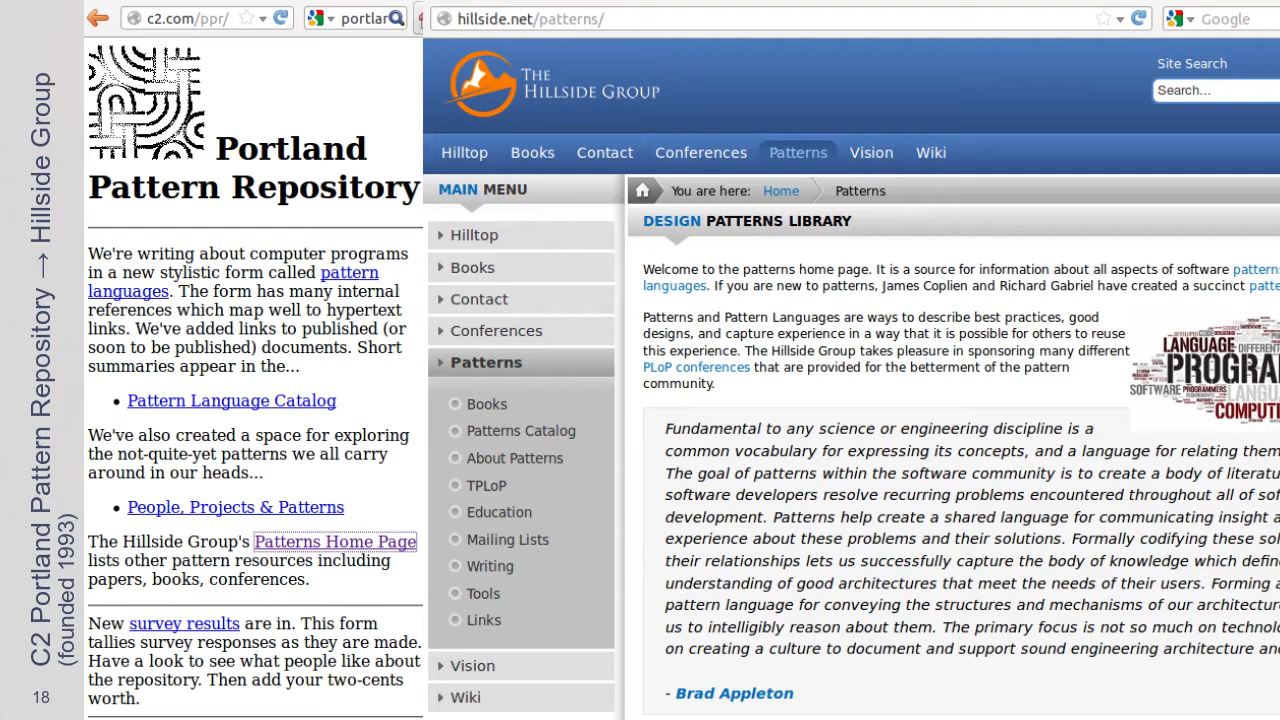 C2 Portland Pattern Repository → Hillside Group
(founded 1993)
18
c2.com/ppr/
portlar
Portland
Pattern Repository
We're writing about computer programs
in a new stylistic form called pattern
languages. The form has many internal
references which map well to hypertext
links. We've added links to published (or
soon to be published) documents. Short
summaries appear in the...
Pattern Language Catalog
We've also created a space for exploring
the not-quite-yet patterns we all carry
around in our heads...
People, Projects & Patterns
The Hillside Group's Patterns Home Page
lists other pattern resources including
papers, books, conferences.
New survey results are in. This form
tallies survey responses as they are made.
Have a look to see what people like about
the repository. Then add your two-cents
worth.
hillside.net/patterns/
Google
THE
HILLSIDE GROUP
Site Search
Search...
Hilltop Books Contact Conferences Patterns Vision Wiki
MAIN MENU
Hilltop
Books
Contact
Conferences
Patterns
Books
Patterns Catalog
About Patterns
TPLoP
Education
Mailing Lists
Writing
Tools
Links
Vision
Wiki
You are here: Home Patterns
DESIGN PATTERNS LIBRARY
Welcome to the patterns home page. It is a source for information about all aspects of software pattern
languages. If you are new to patterns, James Coplien and Richard Gabriel have created a succinct patte
Patterns and Pattern Languages are ways to describe best practices, good
designs, and capture experience in a way that it is possible for others to reuse
this experience. The Hillside Group takes pleasure in sponsoring many different
PLoP conferences that are provided for the betterment of the pattern
community.
LANGUAGE
PROGRA
SOFTWARE
PROGRAMMERS
COMPUTE
Fundamental to any science or engineering discipline is a
common vocabulary for expressing its concepts, and a language for relating them
The goal of patterns within the software community is to create a body of literatu
software developers resolve recurring problems encountered throughout all of sof
development. Patterns help create a shared language for communicating insight a
experience about these problems and their solutions. Formally codifying these sol
their relationships lets us successfully capture the body of knowledge which define
understanding of good architectures that meet the needs of their users. Forming a
pattern language for conveying the structures and mechanisms of our architectur
us to intelligibly reason about them. The primary focus is not so much on technolo
on creating a culture to document and support sound engineering architecture an
- Brad Appleton